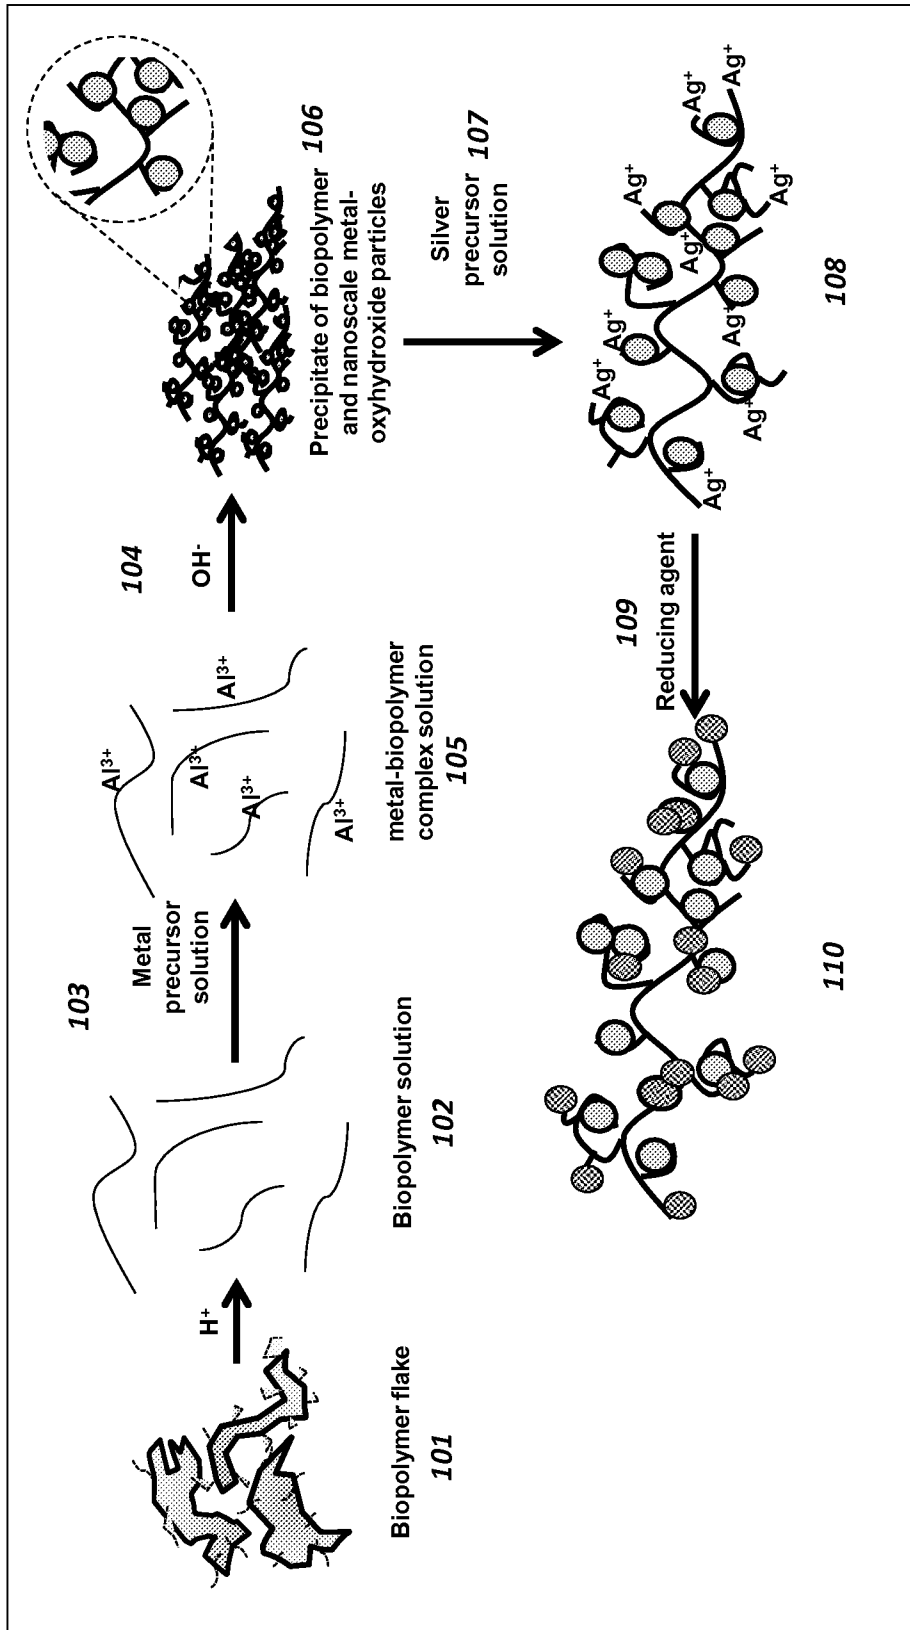 101
Biopolymer flake
H⁺
Biopolymer solution
102
103
Metal
precursor
solution
Al³⁺
Al³⁺
Al³⁺
Al³⁺
Al³⁺
metal-biopolymer
complex solution
105
104
OH⁻
Precipitate of biopolymer
and nanoscale metal-
oxyhydroxide particles
106
Silver
precursor
solution
107
Ag⁺
Ag⁺
Ag⁺
Ag⁺
Ag⁺
Ag⁺
Ag⁺
Ag⁺
Ag⁺
Ag⁺
108
109
Reducing agent
110